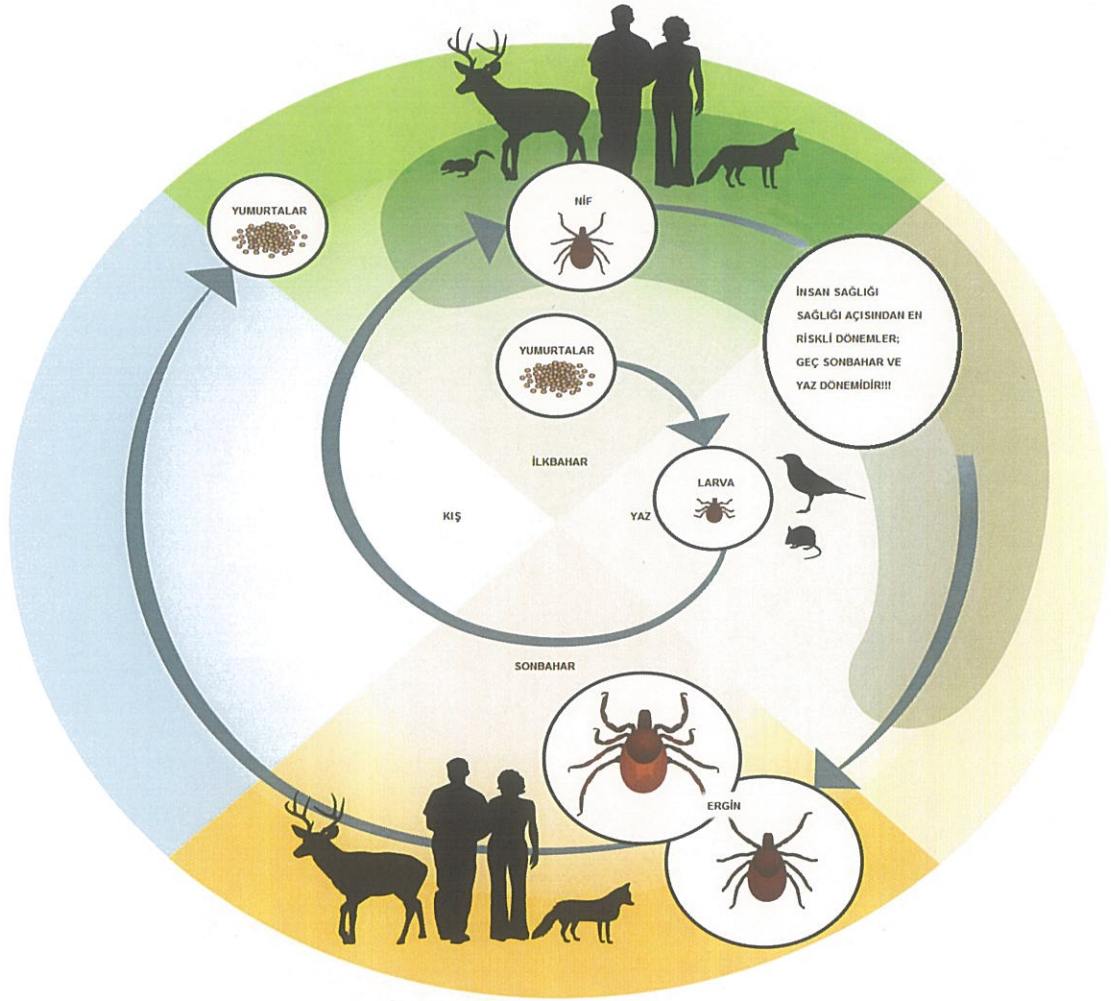 YUMURTALAR
NİF
İNSAN SAĞLIĞI
SAĞLIĞI AÇISINDAN EN
RİSKLİ DÖNEMLER;
GEÇ SONBAHAR VE
YAZ DÖNEMİDİR!!!
YUMURTALAR
İLKBAHAR
LARVA
KIŞ
YAZ
SONBAHAR
ERGİN